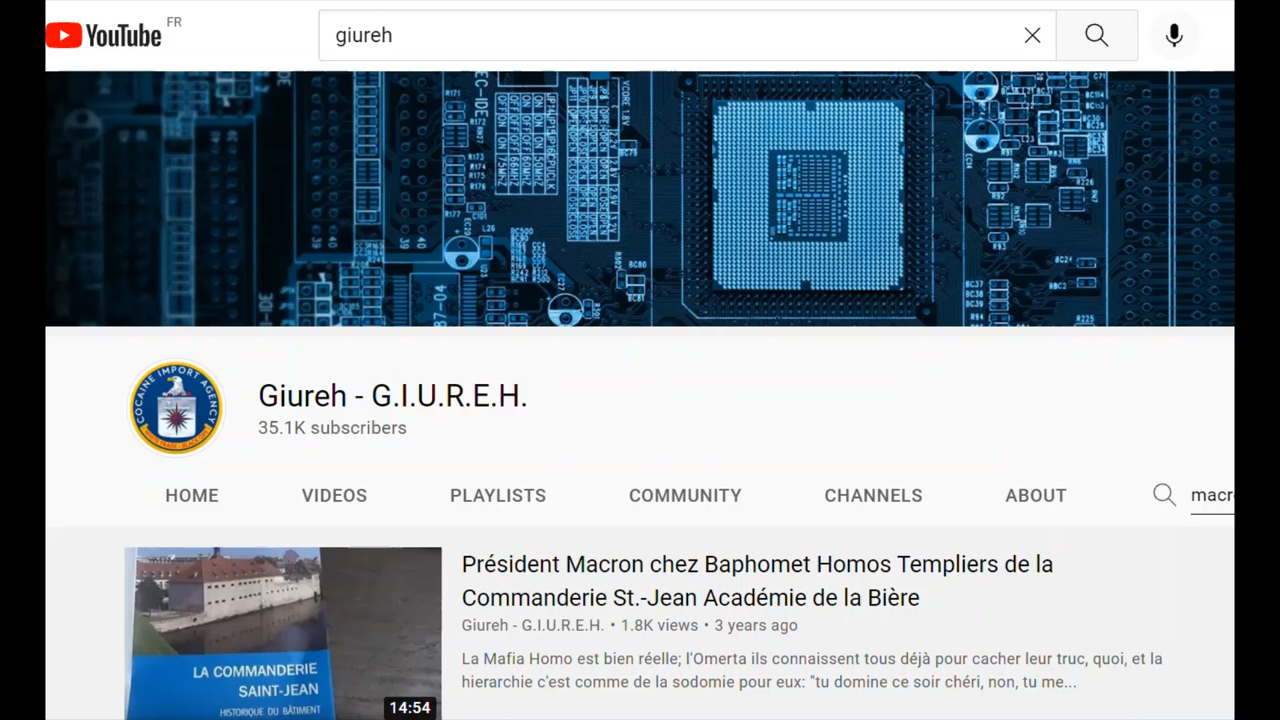 YouTube FR
giureh
COCAINE IMPORT AGENCY
Giureh - G.I.U.R.E.H.
35.1K subscribers
HOME VIDEOS PLAYLISTS COMMUNITY CHANNELS ABOUT macr
LA COMMANDERIE
SAINT-JEAN
HISTORIQUE DU BÂTIMENT
14:54
Président Macron chez Baphomet Homos Templiers de la
Commanderie St.-Jean Académie de la Bière
Giureh - G.I.U.R.E.H. • 1.8K views • 3 years ago
La Mafia Homo est bien réelle; l'Omerta ils connaissent tous déjà pour cacher leur truc, quoi, et la
hierarchie c'est comme de la sodomie pour eux: "tu domine ce soir chéri, non, tu me...